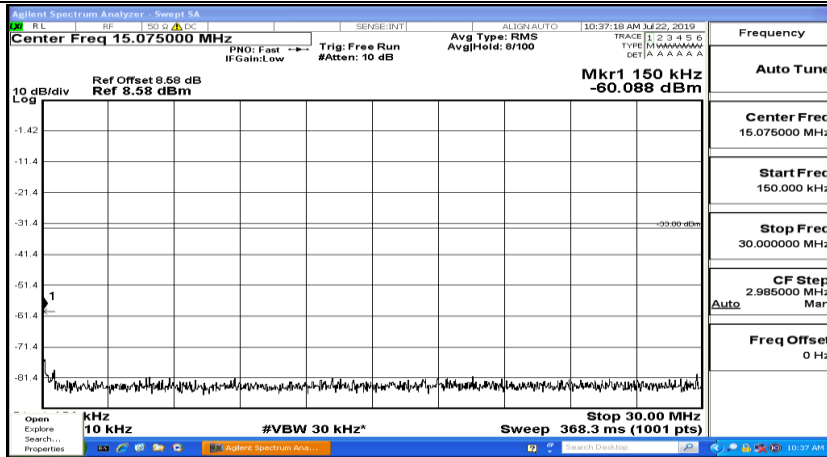 Agilent Spectrum Analyzer - Swept SA
LXI RL RF 50 Ω DC SENSE:INT ALIGN AUTO 10:37:18 AM Jul 22, 2019
Center Freq 15.075000 MHz
PNO: Fast
IFGain:Low
Trig: Free Run
#Atten: 10 dB
Avg Type: RMS
Avg|Hold: 8/100
TRACE 1 2 3 4 5 6
TYPE M
DET A A A A A A
Ref Offset 8.58 dB
10 dB/div Ref 8.58 dBm
Log
Mkr1 150 kHz
-60.088 dBm
-1.42
-11.4
-21.4
-31.4
-33.00 dBm
-41.4
-51.4
1
-61.4
-71.4
-81.4
kHz
Stop 30.00 MHz
10 kHz #VBW 30 kHz* Sweep 368.3 ms (1001 pts)
Frequency
Auto Tune
Center Freq
15.075000 MHz
Start Freq
150.000 kHz
Stop Freq
30.000000 MHz
CF Step
2.985000 MHz
Auto Man
Freq Offset
0 Hz
Open
Explore
Search...
Properties
Agilent Spectrum Ana...
Search Desktop
10:37 AM